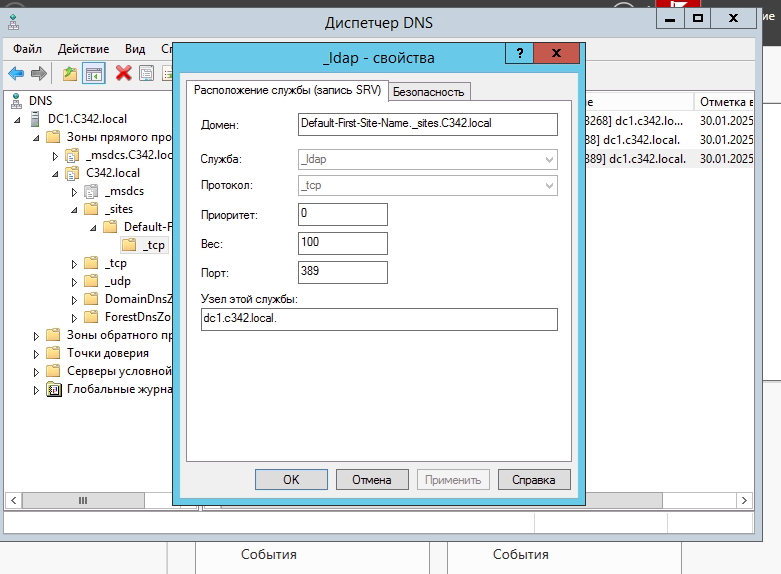 Диспетчер DNS
Файл Действие Вид
DNS
DC1.C342.local
Зоны прямого про
_msdcs.C342.loc
C342.local
_msdcs
_sites
Default-F
_tcp
_tcp
_udp
DomainDnsZ
ForestDnsZo
Зоны обратного пр
Точки доверия
Серверы условной
Глобальные журна
_ldap - свойства
?
Расположение службы (запись SRV) Безопасность
Домен: Default-First-Site-Name._sites.C342.local
Служба: _ldap
Протокол: _tcp
Приоритет: 0
Вес: 100
Порт: 389
Узел этой службы:
dc1.c342.local.
OK Отмена Применить Справка
Отметка в
3268] dc1.c342.lo... 30.01.2025
88] dc1.c342.local. 30.01.2025
389] dc1.c342.local. 30.01.2025
События События